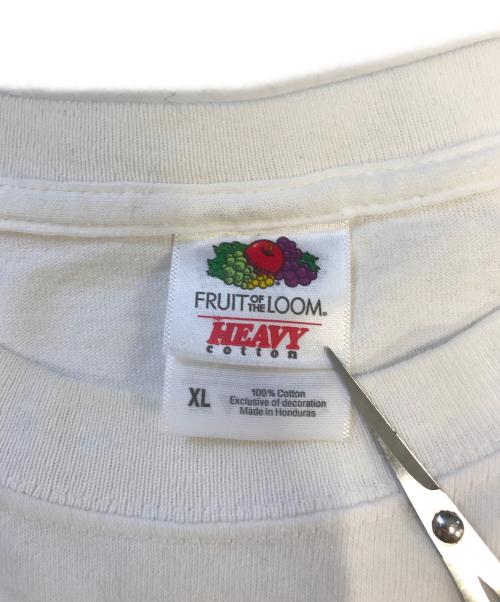 FRUIT OF THE LOOM®
HEAVY
cotton
XL
100% Cotton
Exclusive of decoration
Made in Honduras